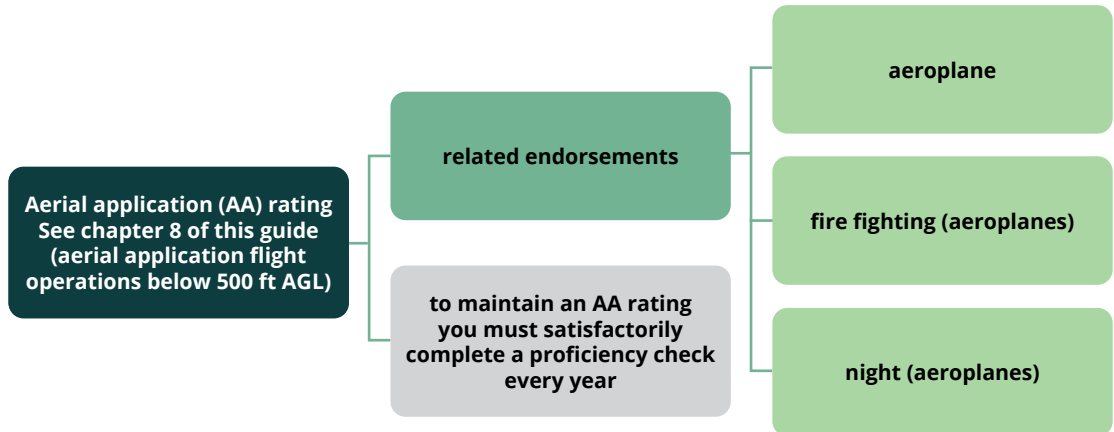 Aerial application (AA) rating
See chapter 8 of this guide
(aerial application flight
operations below 500 ft AGL)
related endorsements
to maintain an AA rating
you must satisfactorily
complete a proficiency check
every year
aeroplane
fire fighting (aeroplanes)
night (aeroplanes)